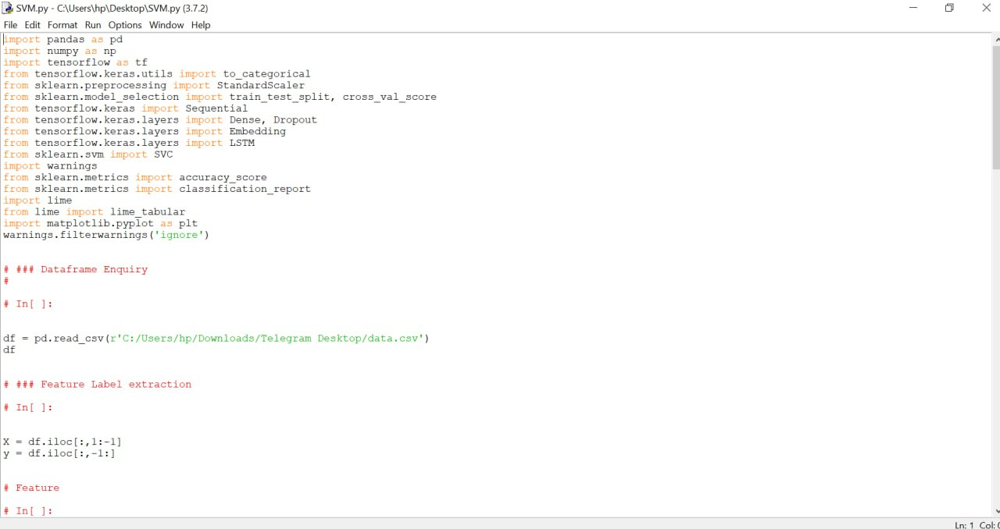 SVM.py - C:\Users\hp\Desktop\SVM.py (3.7.2)
File Edit Format Run Options Window Help
import pandas as pd
import numpy as np
import tensorflow as tf
from tensorflow.keras.utils import to_categorical
from sklearn.preprocessing import StandardScaler
from sklearn.model_selection import train_test_split, cross_val_score
from tensorflow.keras import Sequential
from tensorflow.keras.layers import Dense, Dropout
from tensorflow.keras.layers import Embedding
from tensorflow.keras.layers import LSTM
from sklearn.svm import SVC
import warnings
from sklearn.metrics import accuracy_score
from sklearn.metrics import classification_report
import lime
from lime import lime_tabular
import matplotlib.pyplot as plt
warnings.filterwarnings('ignore')
# ### Dataframe Enquiry
#
# In[ ]:
df = pd.read_csv(r'C:/Users/hp/Downloads/Telegram Desktop/data.csv')
df
# ### Feature Label extraction
# In[ ]:
X = df.iloc[:,1:-1]
y = df.iloc[:,-1:]
# Feature
# In[ ]:
Ln: 1 Col: